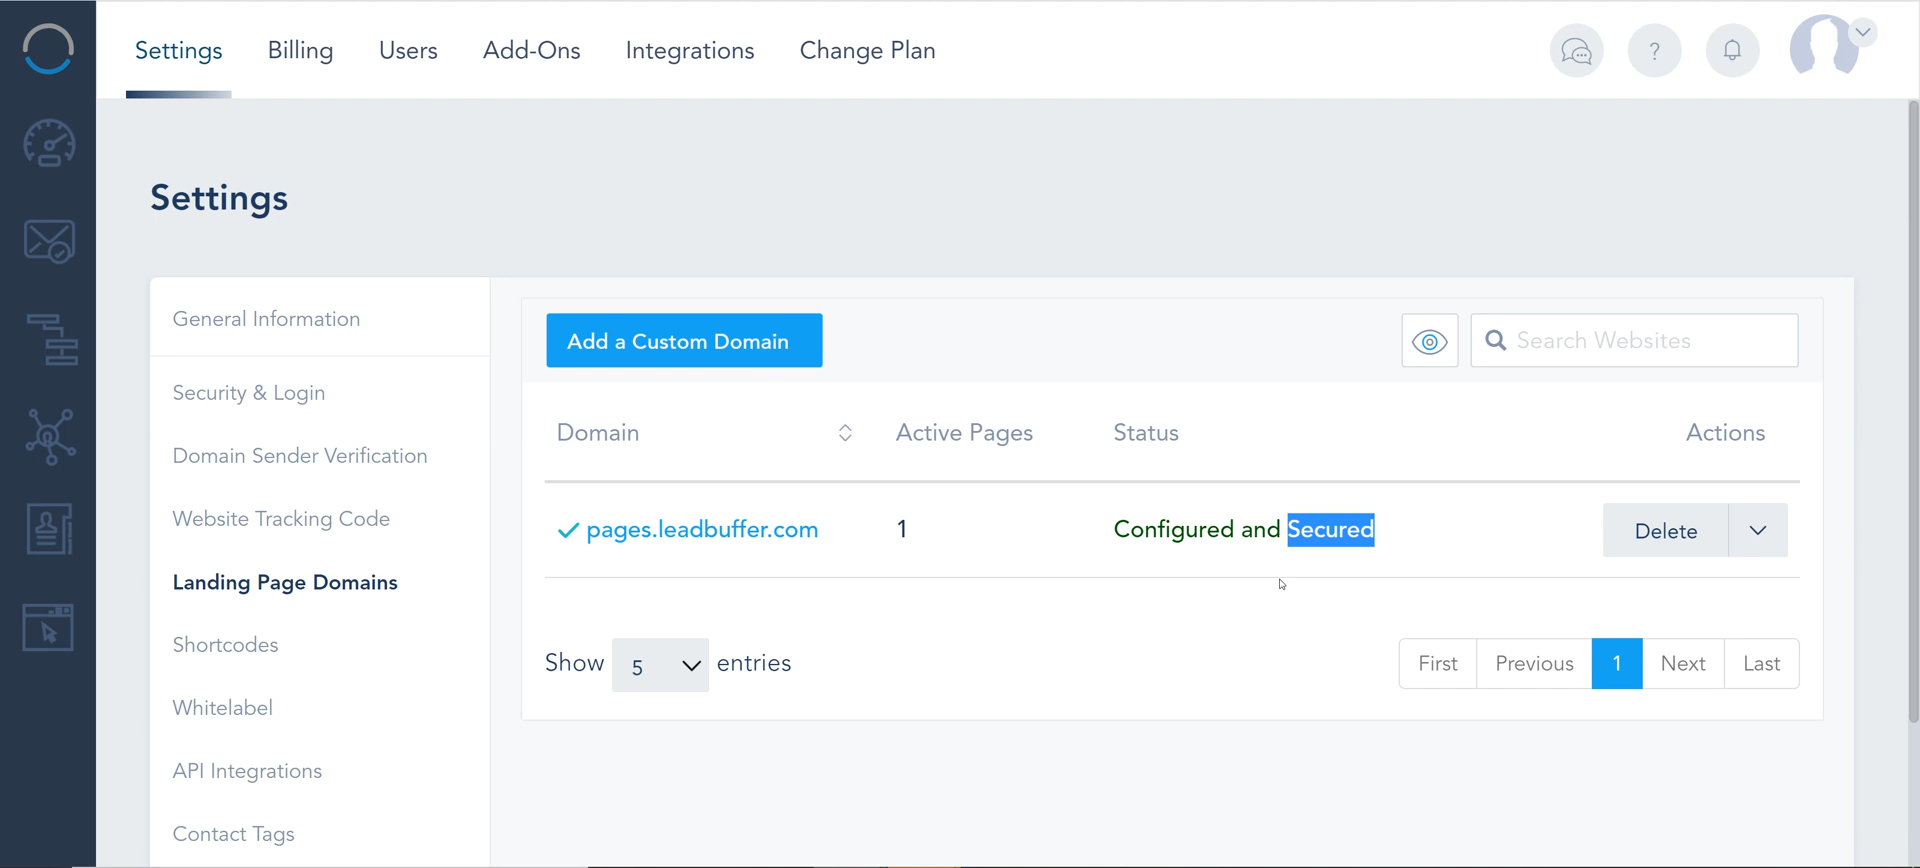 Settings Billing Users Add-Ons Integrations Change Plan ?
Settings
General Information
Security & Login
Domain Sender Verification
Website Tracking Code
Landing Page Domains
Shortcodes
Whitelabel
API Integrations
Contact Tags
Add a Custom Domain Search Websites
Domain Active Pages Status Actions
pages.leadbuffer.com 1 Configured and Secured Delete
Show 5 entries First Previous 1 Next Last